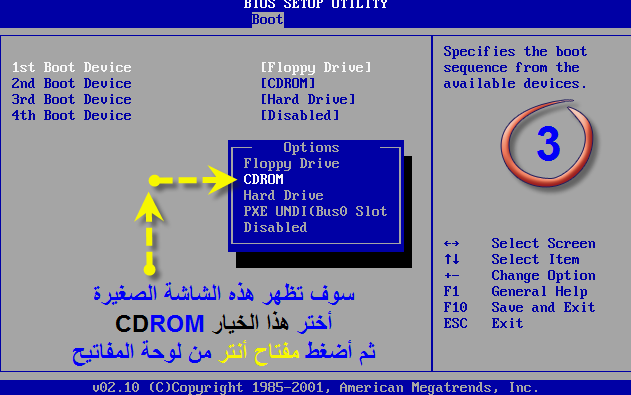 BIOS SETUP UTILITY
Boot
1st Boot Device [Floppy Drive]
2nd Boot Device [CDROM]
3rd Boot Device [Hard Drive]
4th Boot Device [Disabled]
Options
Floppy Drive
CDROM
Hard Drive
PXE UNDI(Bus0 Slot
Disabled
سوف تظهر هذه الشاشة الصغيرة
أختر هذا الخيار CDROM
ثم أضغط مفتاح أنتر من لوحة المفاتيح
Specifies the boot
sequence from the
available devices.
3
↔ Select Screen
↑↓ Select Item
+- Change Option
F1 General Help
F10 Save and Exit
ESC Exit
v02.10 (C)Copyright 1985-2001, American Megatrends, Inc.